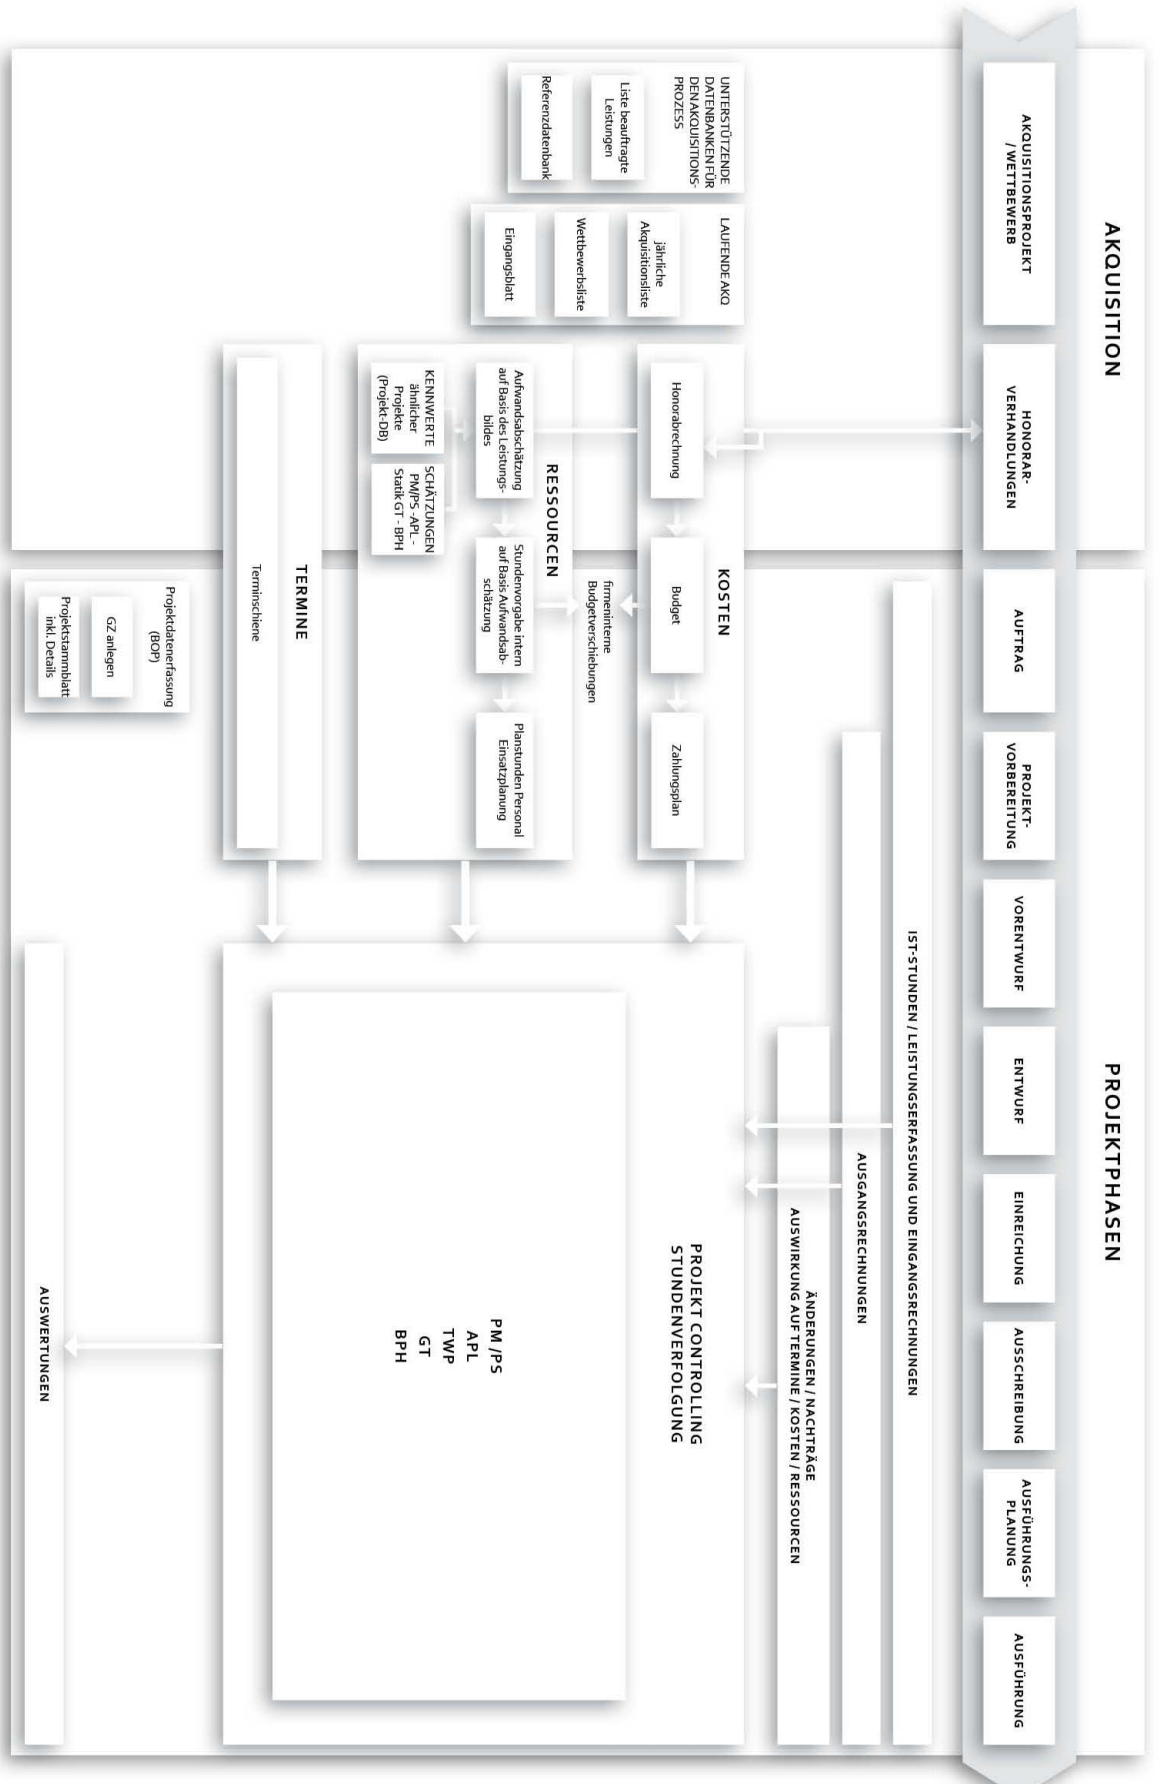 AKQUISITION
PROJEKTPHASEN
AKQUISITIONSPROJEKT
/ WETTBEWERB
HONORAR-
VERHANDLUNGEN
AUFTRAG
PROJEKT-
VORBEREITUNG
VORENTWURF
ENTWURF
EINREICHUNG
AUSSCHREIBUNG
AUSFÜHRUNGS-
PLANUNG
AUSFÜHRUNG
IST-STUNDEN / LEISTUNGSERFASSUNG UND EINGANGSRECHNUNGEN
AUSGANGSRECHNUNGEN
ÄNDERUNGEN / NACHTRÄGE
AUSWIRKUNG AUF TERMINE / KOSTEN / RESSOURCEN
UNTERSTÜTZENDE
DATENBANKEN FÜR
DEN AKQUISITIONS-
PROZESS
Liste beauftragte
Leistungen
Referenzdatenbank
LAUFENDE AKQ
jährliche
Akquisitionsliste
Wettbewerbsliste
Eingangsblatt
KOSTEN
Honorabrechnung
Budget
Zahlungsplan
firmeninterne
Budgetverschiebungen
RESSOURCEN
Aufwandsabschätzung
auf Basis des Leistungs-
bildes
Stundenvorgabe intern
auf Basis Aufwandsab-
schätzung
Planstunden Personal
Einsatzplanung
KENNWERTE
ähnlicher
Projekte
(Projekt-DB)
SCHÄTZUNGEN
PM/PS - APL -
Statik GT - BPH
TERMINE
Terminschiene
PROJEKT CONTROLLING
STUNDENVERFOLGUNG
PM /PS
APL
TWP
GT
BPH
Projektdatenerfassung
(BOP)
GZ anlegen
Projektstammblatt
inkl. Details
AUSWERTUNGEN